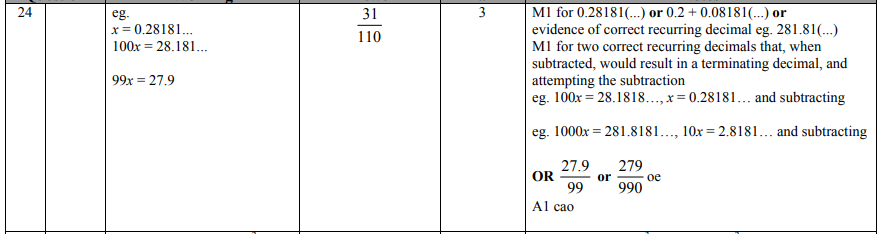 24
eg.
x = 0.28181...
100x = 28.181...
99x = 27.9
31
110
3
M1 for 0.28181(...) or 0.2 + 0.08181(...) or
evidence of correct recurring decimal eg. 281.81(...)
M1 for two correct recurring decimals that, when
subtracted, would result in a terminating decimal, and
attempting the subtraction
eg. 100x = 28.1818…, x = 0.28181… and subtracting
eg. 1000x = 281.8181…, 10x = 2.8181… and subtracting
OR 27.9/99 or 279/990 oe
A1 cao